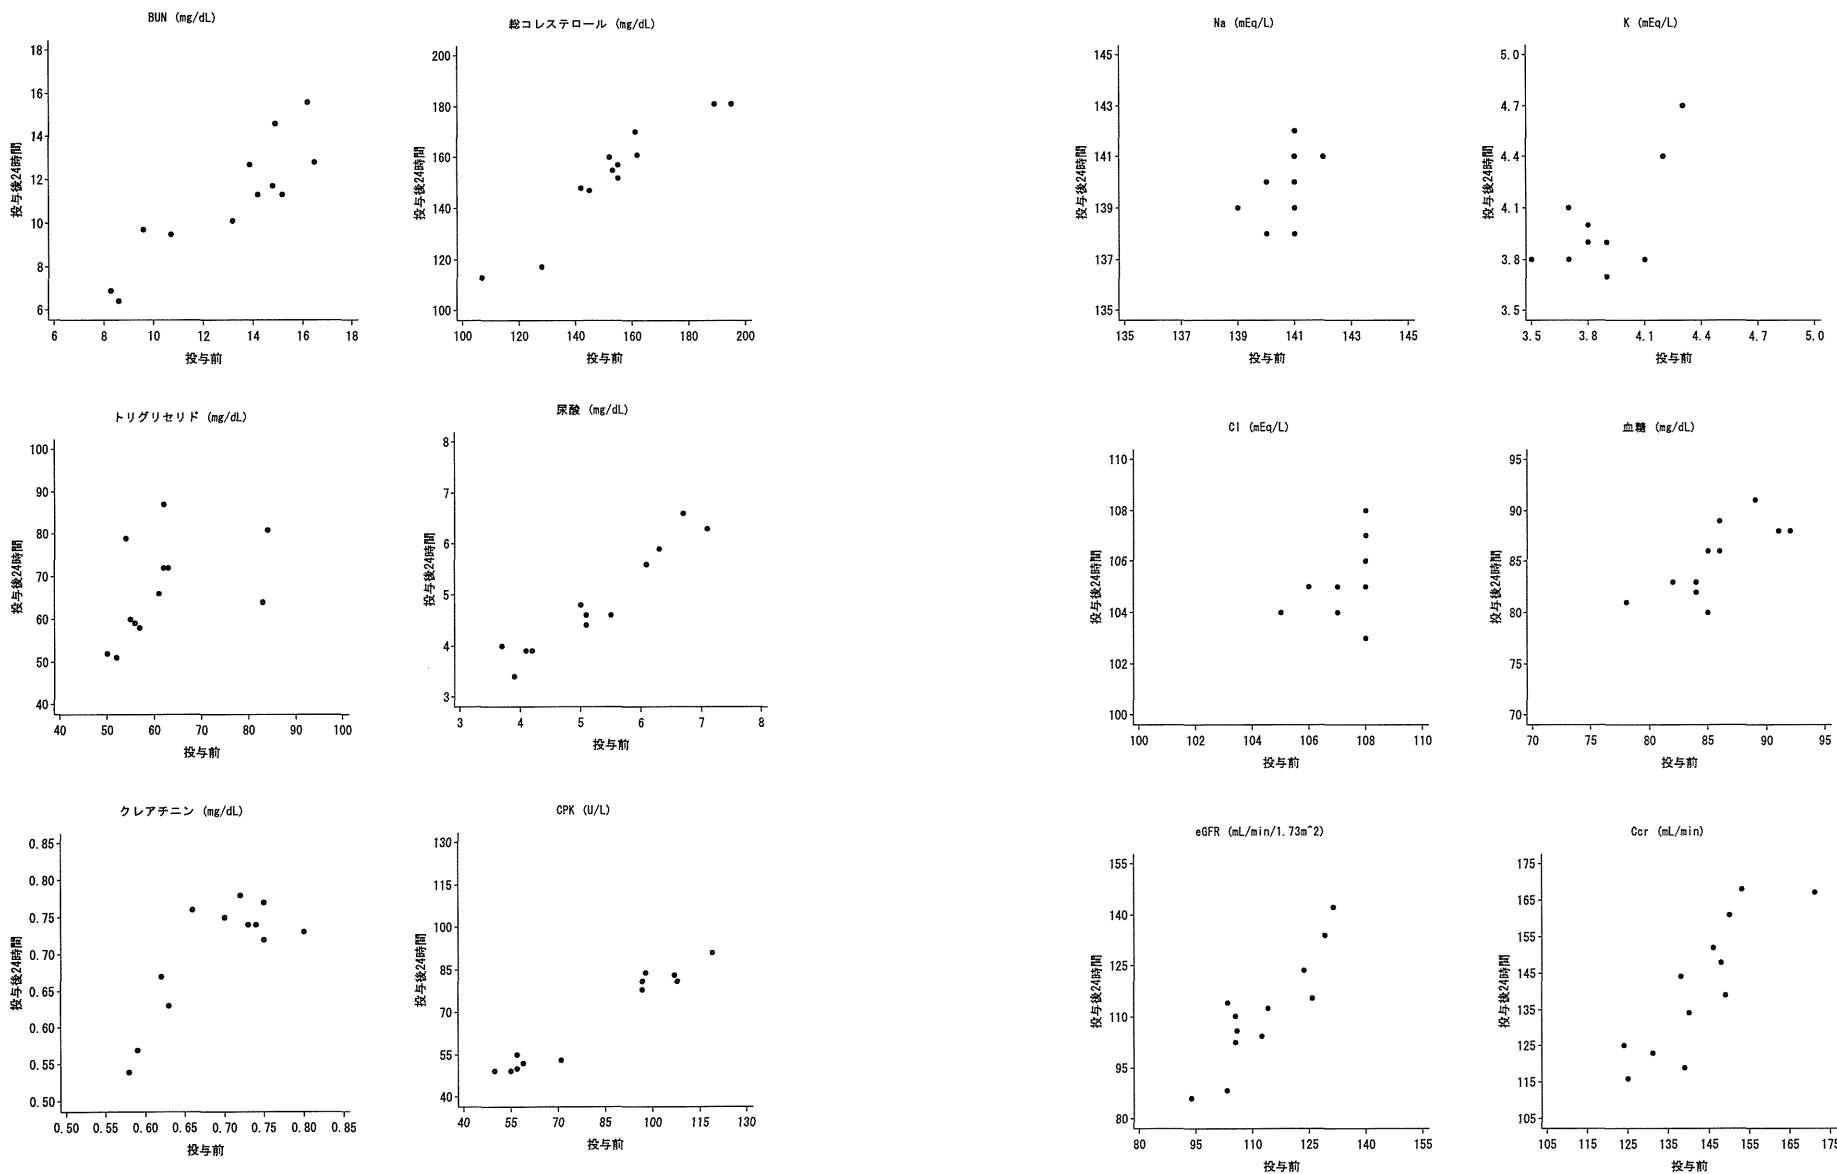 BUN (mg/dL)
18
16
14
12
10
8
6
投与後24時間
6 8 10 12 14 16 18
投与前
総コレステロール (mg/dL)
200
180
160
140
120
100
投与後24時間
100 120 140 160 180 200
投与前
Na (mEq/L)
145
143
141
139
137
135
投与後24時間
135 137 139 141 143 145
投与前
K (mEq/L)
5.0
4.7
4.4
4.1
3.8
3.5
投与後24時間
3.5 3.8 4.1 4.4 4.7 5.0
投与前
トリグリセリド (mg/dL)
100
90
80
70
60
50
40
投与後24時間
40 50 60 70 80 90 100
投与前
尿酸 (mg/dL)
8
7
6
5
4
3
投与後24時間
3 4 5 6 7 8
投与前
Cl (mEq/L)
110
108
106
104
102
100
投与後24時間
100 102 104 106 108 110
投与前
血糖 (mg/dL)
95
90
85
80
75
70
投与後24時間
70 75 80 85 90 95
投与前
クレアチニン (mg/dL)
0.85
0.80
0.75
0.70
0.65
0.60
0.55
0.50
投与後24時間
0.50 0.55 0.60 0.65 0.70 0.75 0.80 0.85
投与前
CPK (U/L)
130
115
100
85
70
55
40
投与後24時間
40 55 70 85 100 115 130
投与前
eGFR (mL/min/1.73m^2)
155
140
125
110
95
80
投与後24時間
80 95 110 125 140 155
投与前
Ccr (mL/min)
175
165
155
145
135
125
115
105
投与後24時間
105 115 125 135 145 155 165 175
投与前